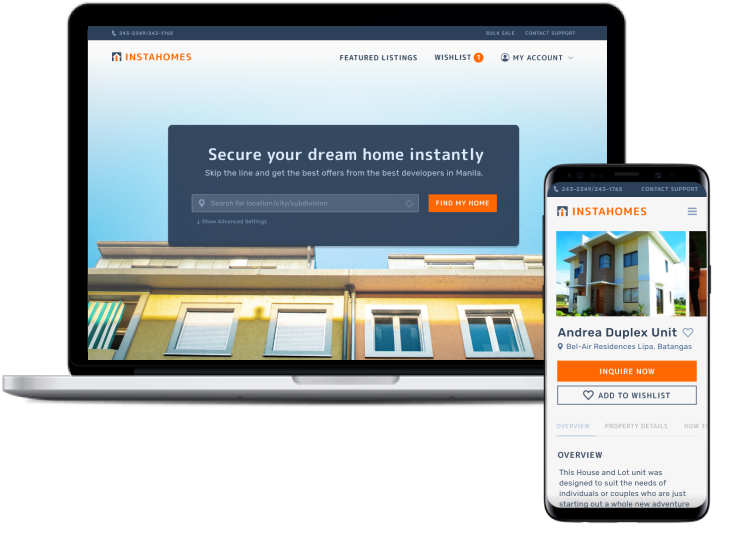 243-2349/243-1765
BULK SALE CONTACT SUPPORT
INSTAHOMES
FEATURED LISTINGS WISHLIST 1 MY ACCOUNT
Secure your dream home instantly
Skip the line and get the best offers from the best developers in Manila.
Search for location/city/subdivision
FIND MY HOME
↓ Show Advanced Settings
243-2349/243-1765 CONTACT SUPPORT
INSTAHOMES
Andrea Duplex Unit
Bel-Air Residences Lipa, Batangas
INQUIRE NOW
ADD TO WISHLIST
OVERVIEW PROPERTY DETAILS HOW T
OVERVIEW
This House and Lot unit was
designed to suit the needs of
individuals or couples who are just
starting out a whole new adventure